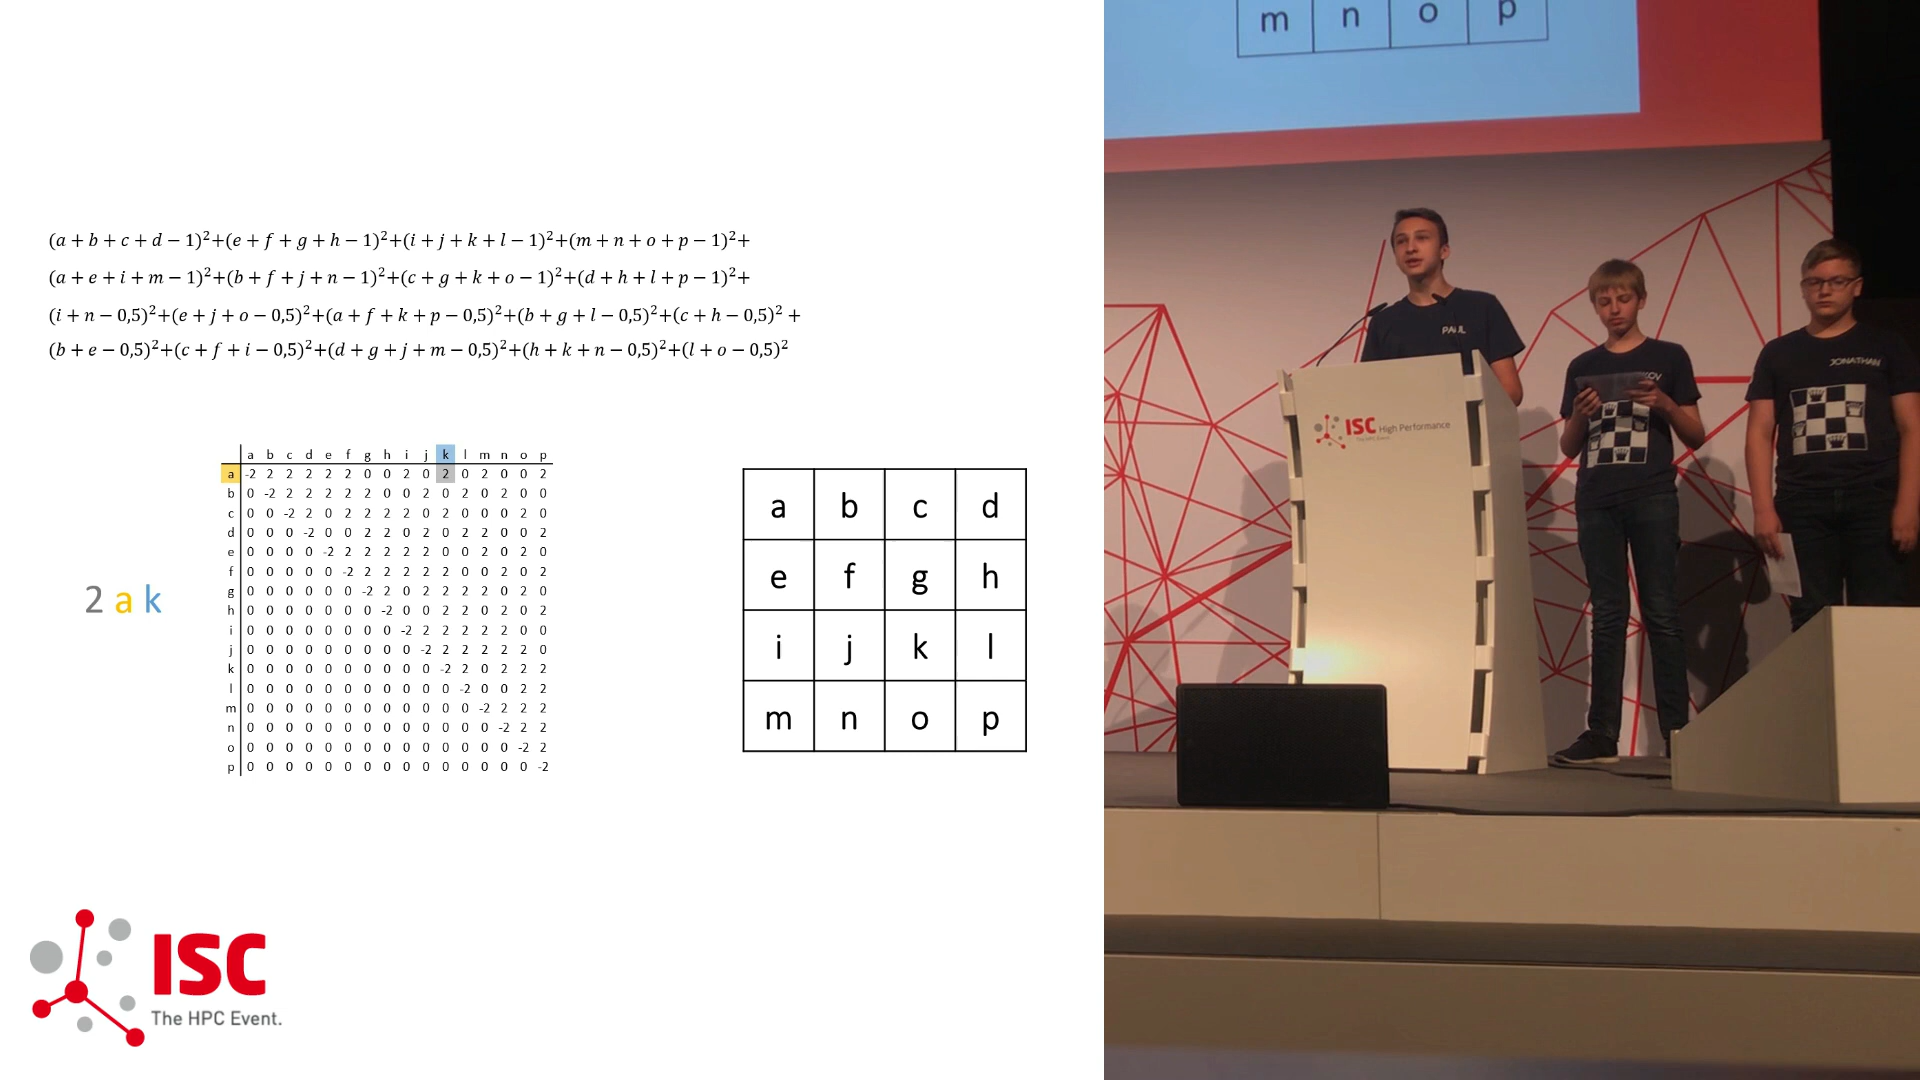 (a + b + c + d − 1)²+(e + f + g + h − 1)²+(i + j + k + l − 1)²+(m + n + o + p − 1)²+
(a + e + i + m − 1)²+(b + f + j + n − 1)²+(c + g + k + o − 1)²+(d + h + l + p − 1)²+
(i + n − 0,5)²+(e + j + o − 0,5)²+(a + f + k + p − 0,5)²+(b + g + l − 0,5)²+(c + h − 0,5)² +
(b + e − 0,5)²+(c + f + i − 0,5)²+(d + g + j + m − 0,5)²+(h + k + n − 0,5)²+(l + o − 0,5)²
2 a k
a b c d e f g h i j k l m n o p
a -2 2 2 2 2 2 0 0 2 0 2 0 2 0 0 2
b 0 -2 2 2 2 2 2 0 0 2 0 2 0 2 0 0
c 0 0 -2 2 0 2 2 2 2 0 2 0 0 0 2 0
d 0 0 0 -2 0 0 2 2 0 2 0 2 2 0 0 2
e 0 0 0 0 -2 2 2 2 2 2 0 0 2 0 2 0
f 0 0 0 0 0 -2 2 2 2 2 2 0 0 2 0 2
g 0 0 0 0 0 0 -2 2 0 2 2 2 2 0 2 0
h 0 0 0 0 0 0 0 -2 0 0 2 2 0 2 0 2
i 0 0 0 0 0 0 0 0 -2 2 2 2 2 2 0 0
j 0 0 0 0 0 0 0 0 0 -2 2 2 2 2 2 0
k 0 0 0 0 0 0 0 0 0 0 -2 2 0 2 2 2
l 0 0 0 0 0 0 0 0 0 0 0 -2 0 0 2 2
m 0 0 0 0 0 0 0 0 0 0 0 0 -2 2 2 2
n 0 0 0 0 0 0 0 0 0 0 0 0 0 -2 2 2
o 0 0 0 0 0 0 0 0 0 0 0 0 0 0 -2 2
p 0 0 0 0 0 0 0 0 0 0 0 0 0 0 0 -2
a b c d
e f g h
i j k l
m n o p
ISC
The HPC Event.
m n o p
PAUL
JONATHAN
ISC High Performance
The HPC Event.